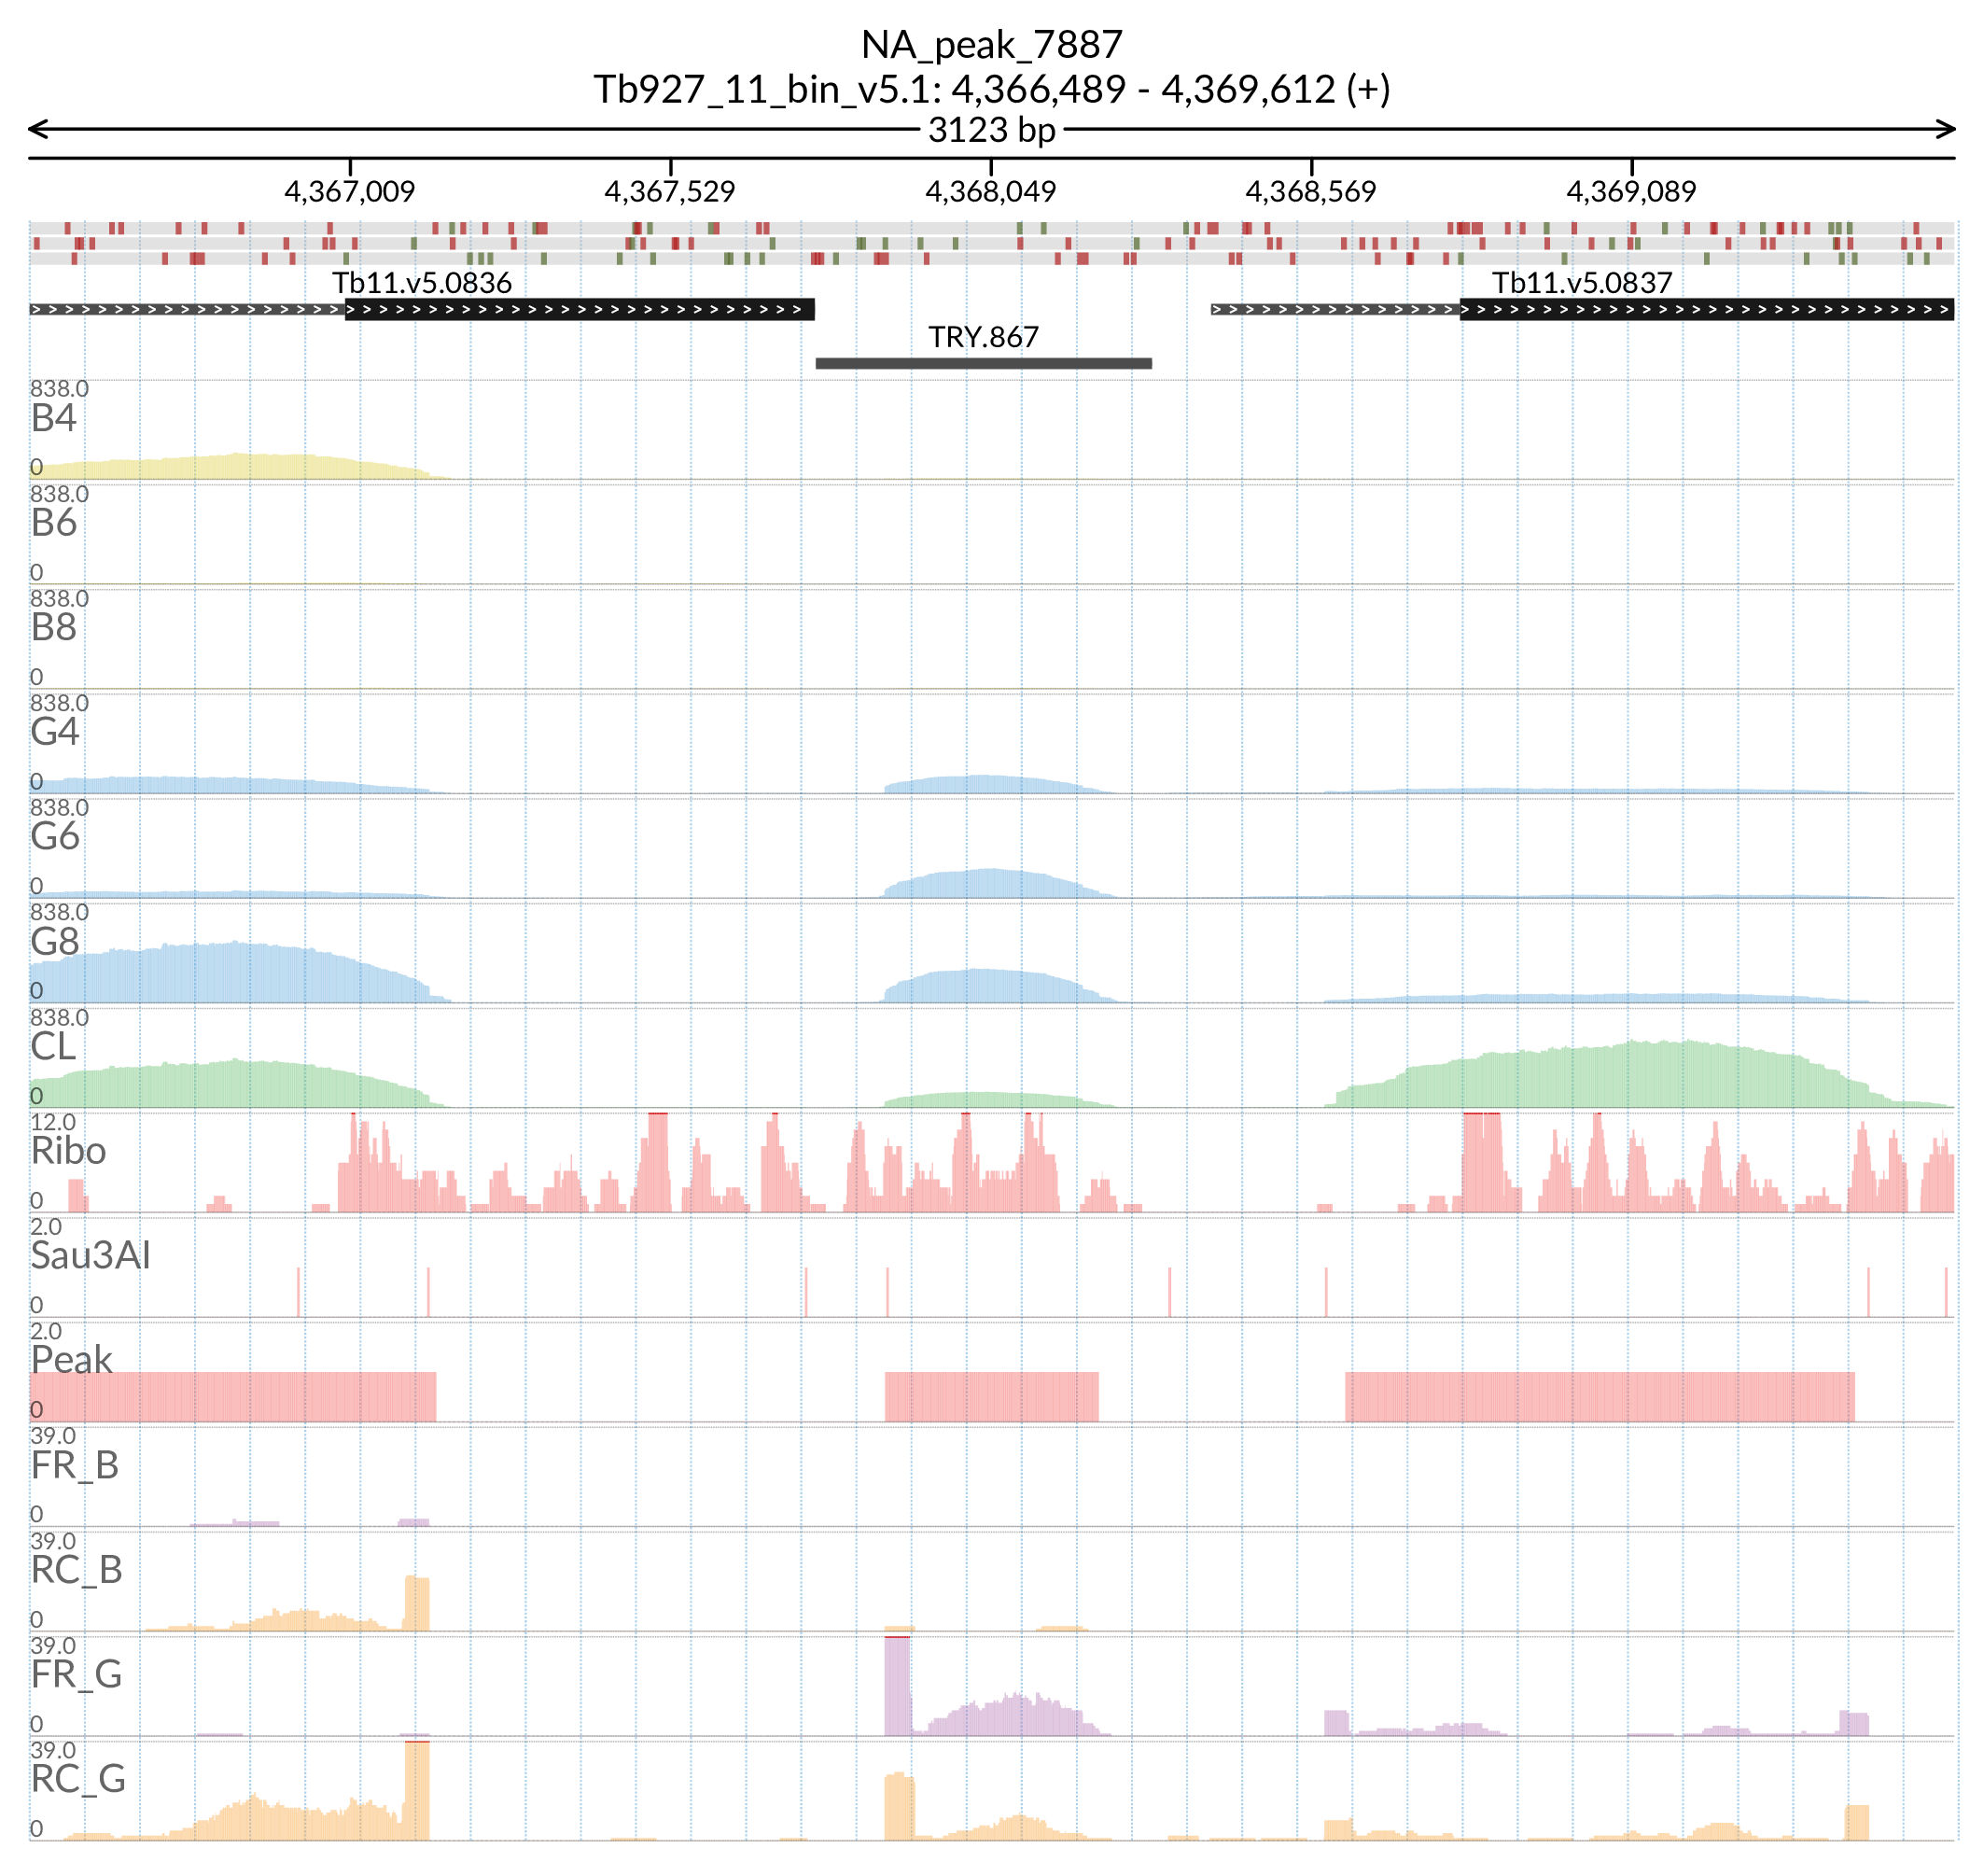 NA_peak_7887
Tb927_11_bin_v5.1: 4,366,489 - 4,369,612 (+)
3123 bp
4,367,009 4,367,529 4,368,049 4,368,569 4,369,089
Tb11.v5.0836 Tb11.v5.0837
TRY.867
838.0
B4
0
838.0
B6
0
838.0
B8
0
838.0
G4
0
838.0
G6
0
838.0
G8
0
838.0
CL
0
12.0
Ribo
0
2.0
Sau3AI
0
2.0
Peak
0
39.0
FR_B
0
39.0
RC_B
0
39.0
FR_G
0
39.0
RC_G
0